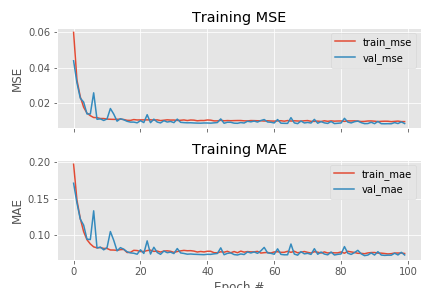 Training MSE
0.06
0.04
0.02
MSE
train_mse
val_mse
Training MAE
0.20
0.15
0.10
MAE
train_mae
val_mae
0
20
40
60
80
100
Epoch #